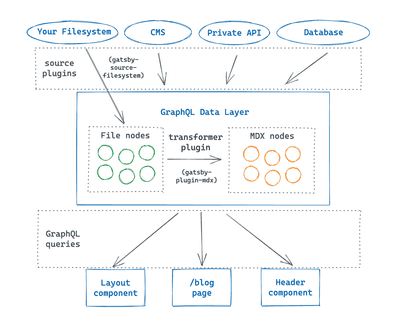 Your Filesystem
CMS
Private API
Database
source
plugins
(gatsby-
source-
filesystem)
GraphQL Data Layer
File nodes
transformer
plugin
(gatsby-
plugin-mdx)
MDX nodes
GraphQL
queries
Layout
component
/blog
page
Header
component